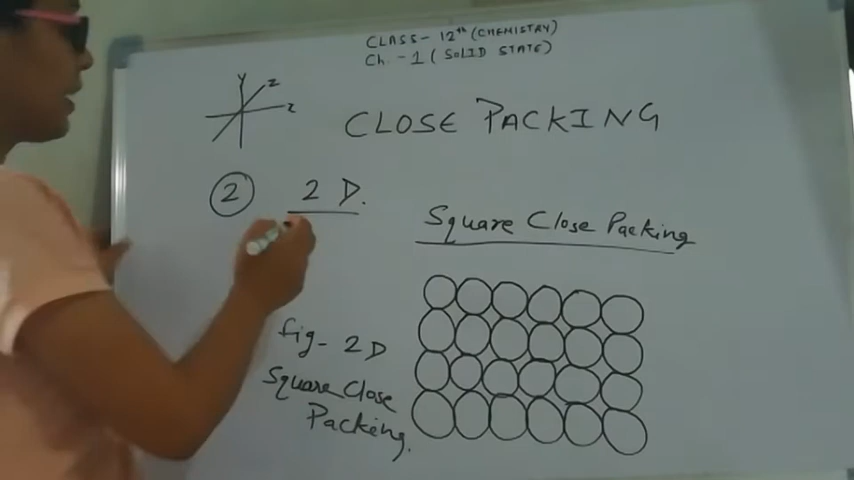 CLASS- 12th (CHEMISTRY)
Ch. -1 ( SOLID STATE)
Y
Z
x
CLOSE PACKING
2
2 D.
Square Close Packing
fig- 2D
Square Close
Packing.